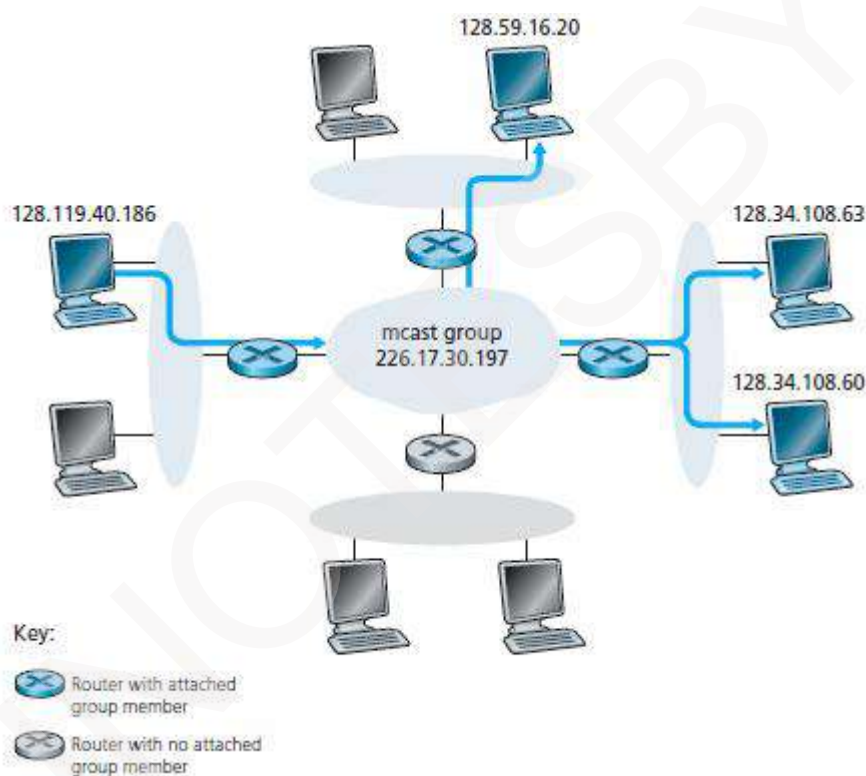 128.59.16.20
128.119.40.186
128.34.108.63
mcast group
226.17.30.197
128.34.108.60
Key:
Router with attached
group member
Router with no attached
group member